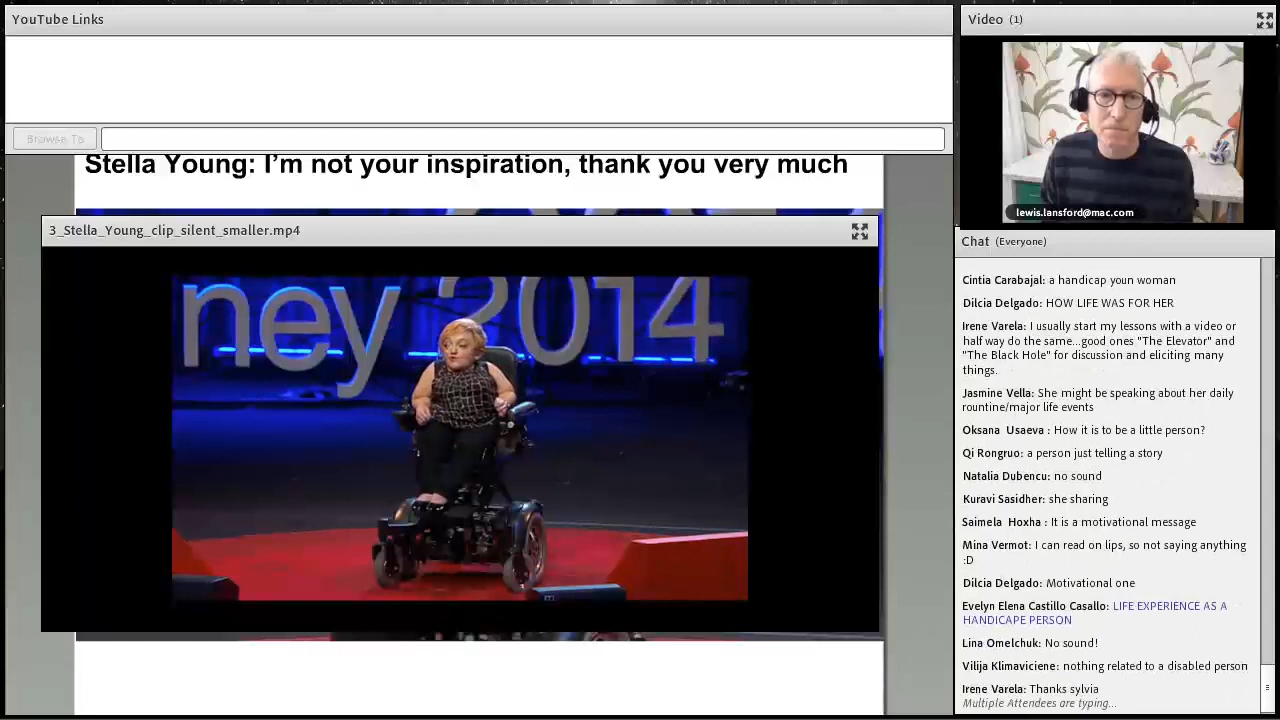 YouTube Links
Browse To
Stella Young: I'm not your inspiration, thank you very much
3_Stella_Young_clip_silent_smaller.mp4
ney 2014
Video (1)
lewis.lansford@mac.com
Chat (Everyone)
Cintia Carabajal: a handicap youn woman
Dilcia Delgado: HOW LIFE WAS FOR HER
Irene Varela: I usually start my lessons with a video or
half way do the same...good ones "The Elevator" and
"The Black Hole" for discussion and eliciting many
things.
Jasmine Vella: She might be speaking about her daily
rountine/major life events
Oksana Usaeva : How it is to be a little person?
Qi Rongruo: a person just telling a story
Natalia Dubencu: no sound
Kuravi Sasidher: she sharing
Saimela Hoxha : It is a motivational message
Mina Vermot: I can read on lips, so not saying anything
:D
Dilcia Delgado: Motivational one
Evelyn Elena Castillo Casallo: LIFE EXPERIENCE AS A
HANDICAPE PERSON
Lina Omelchuk: No sound!
Vilija Klimaviciene: nothing related to a disabled person
Irene Varela: Thanks sylvia
Multiple Attendees are typing...